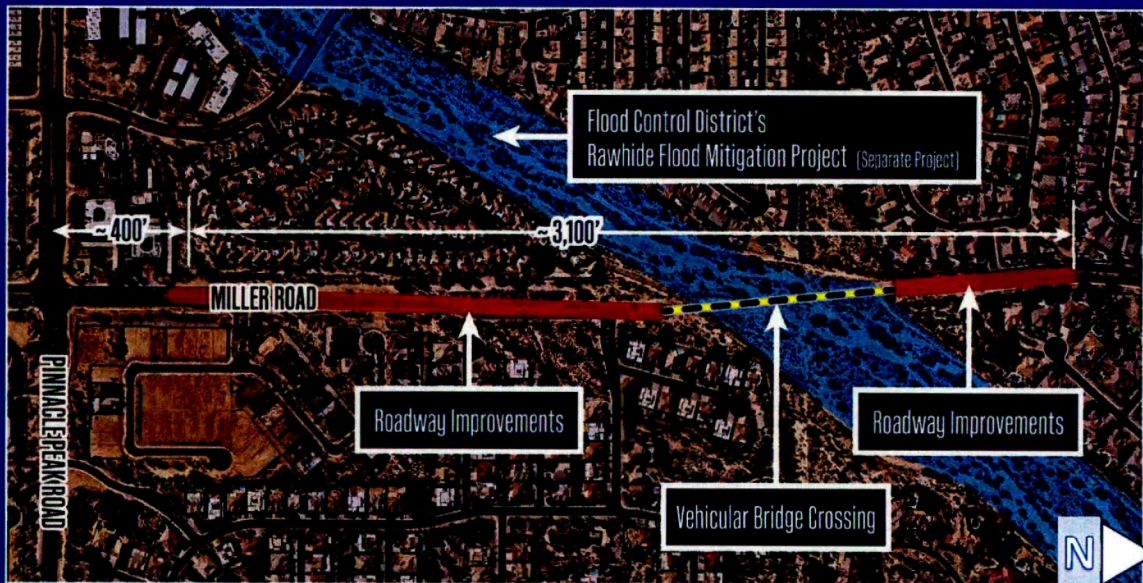 Flood Control District's
Rawhide Flood Mitigation Project (Separate Project)
~400'
~3,100'
MILLER ROAD
PINNACLE PEAK ROAD
Roadway Improvements
Roadway Improvements
Vehicular Bridge Crossing
N